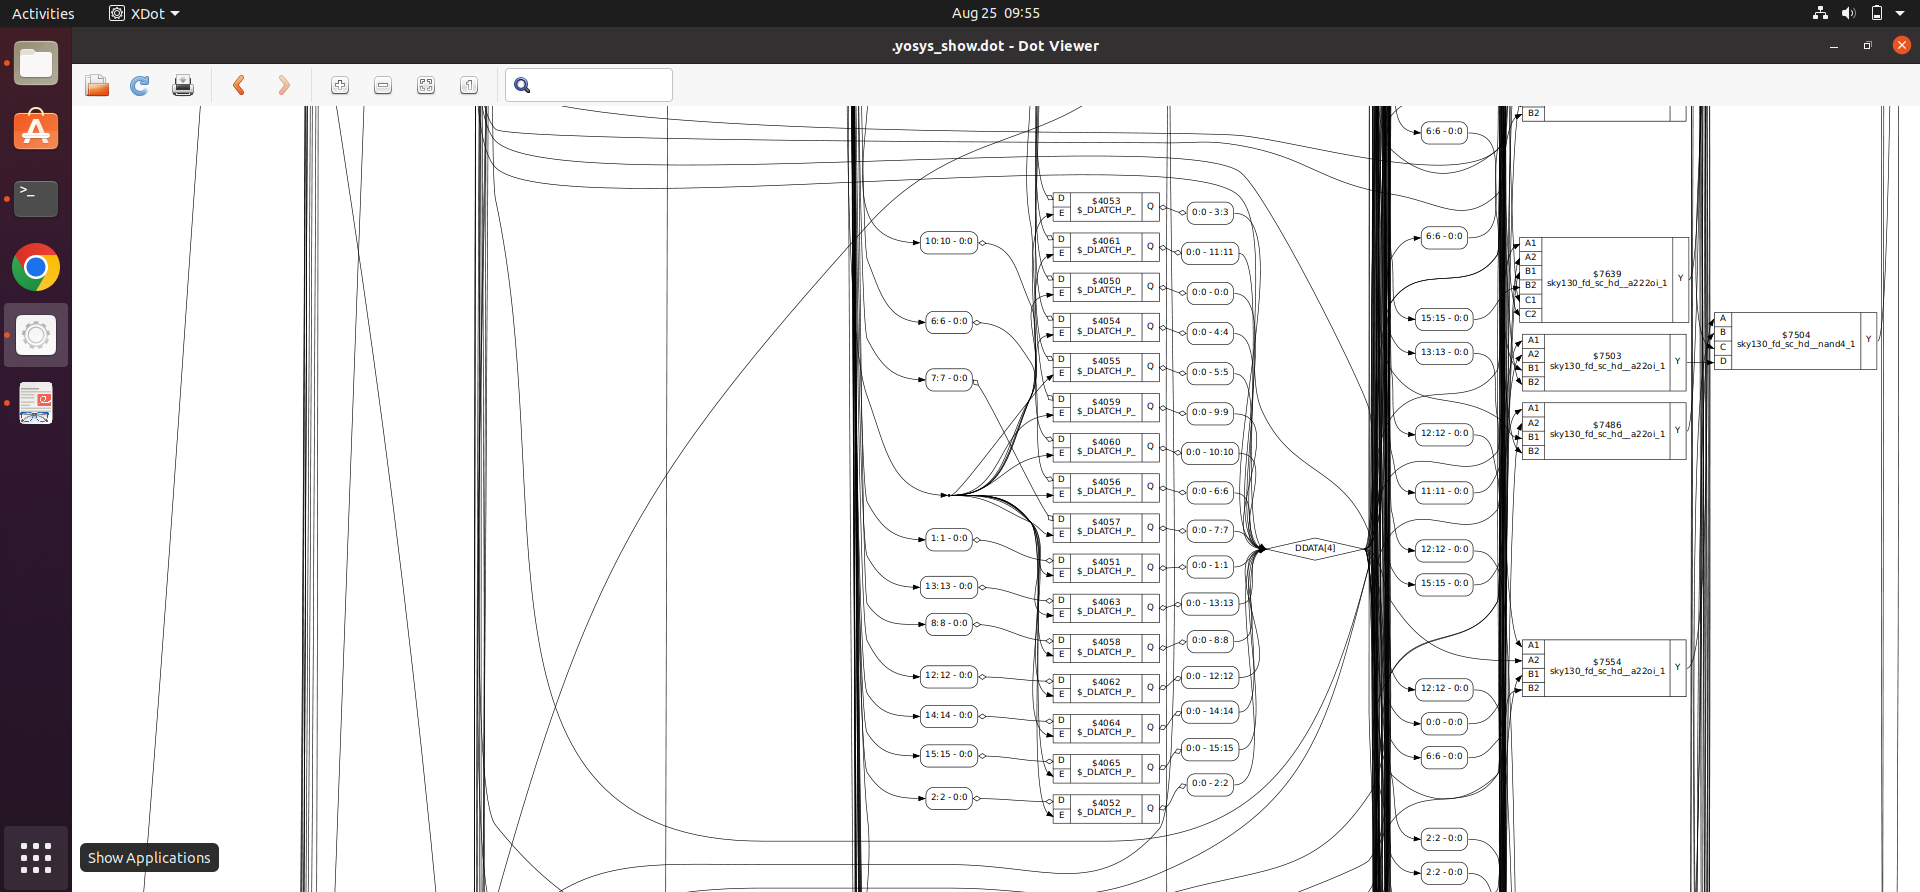 Activities
XDot
Aug 25 09:55
.yosys_show.dot - Dot Viewer
10:10 - 0:0
6:6 - 0:0
7:7 - 0:0
1:1 - 0:0
13:13 - 0:0
8:8 - 0:0
12:12 - 0:0
14:14 - 0:0
15:15 - 0:0
2:2 - 0:0
D
E
$4053
$_DLATCH_P_
Q
0:0 - 3:3
D
E
$4061
$_DLATCH_P_
Q
0:0 - 11:11
D
E
$4050
$_DLATCH_P_
Q
0:0 - 0:0
D
E
$4054
$_DLATCH_P_
Q
0:0 - 4:4
D
E
$4055
$_DLATCH_P_
Q
0:0 - 5:5
D
E
$4059
$_DLATCH_P_
Q
0:0 - 9:9
D
E
$4060
$_DLATCH_P_
Q
0:0 - 10:10
D
E
$4056
$_DLATCH_P_
Q
0:0 - 6:6
D
E
$4057
$_DLATCH_P_
Q
0:0 - 7:7
D
E
$4051
$_DLATCH_P_
Q
0:0 - 1:1
D
E
$4063
$_DLATCH_P_
Q
0:0 - 13:13
D
E
$4058
$_DLATCH_P_
Q
0:0 - 8:8
D
E
$4062
$_DLATCH_P_
Q
0:0 - 12:12
D
E
$4064
$_DLATCH_P_
Q
0:0 - 14:14
D
E
$4065
$_DLATCH_P_
Q
0:0 - 15:15
D
E
$4052
$_DLATCH_P_
Q
0:0 - 2:2
DDATA[4]
6:6 - 0:0
6:6 - 0:0
15:15 - 0:0
13:13 - 0:0
12:12 - 0:0
11:11 - 0:0
12:12 - 0:0
15:15 - 0:0
12:12 - 0:0
0:0 - 0:0
6:6 - 0:0
2:2 - 0:0
2:2 - 0:0
B2
A1
A2
B1
B2
C1
C2
$7639
sky130_fd_sc_hd__a222oi_1
Y
A1
A2
B1
B2
$7503
sky130_fd_sc_hd__a22oi_1
Y
A1
A2
B1
B2
$7486
sky130_fd_sc_hd__a22oi_1
Y
A1
A2
B1
B2
$7554
sky130_fd_sc_hd__a22oi_1
Y
A
B
C
D
$7504
sky130_fd_sc_hd__nand4_1
Y
Show Applications